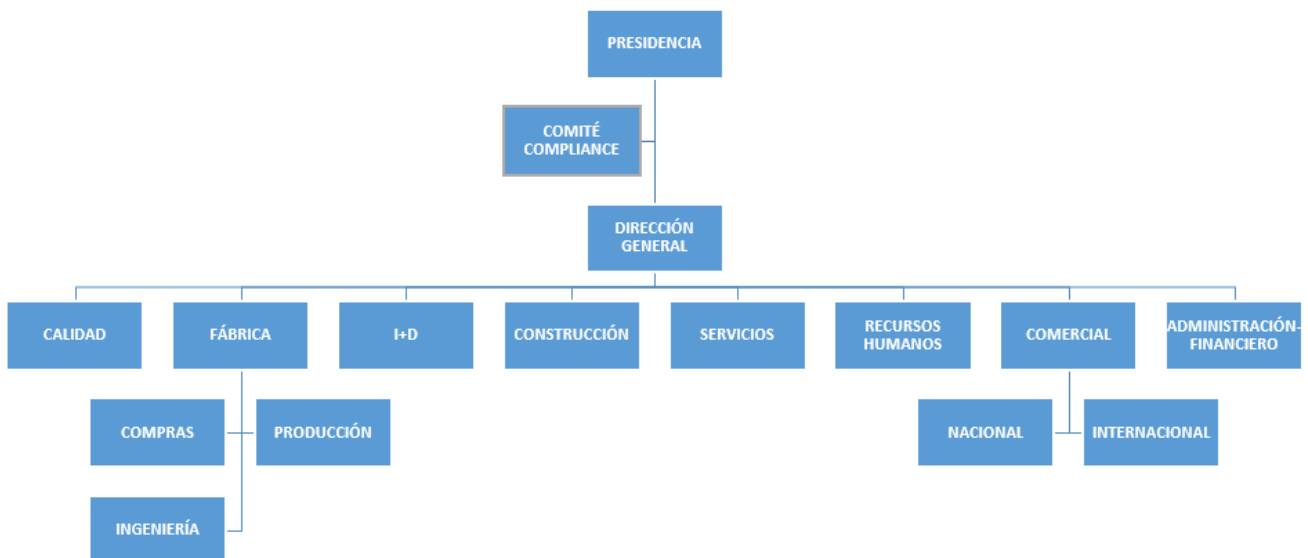 PRESIDENCIA
COMITÉ
COMPLIANCE
DIRECCIÓN
GENERAL
CALIDAD
FÁBRICA
I+D
CONSTRUCCIÓN
SERVICIOS
RECURSOS
HUMANOS
COMERCIAL
ADMINISTRACIÓN-
FINANCIERO
COMPRAS
PRODUCCIÓN
NACIONAL
INTERNACIONAL
INGENIERÍA